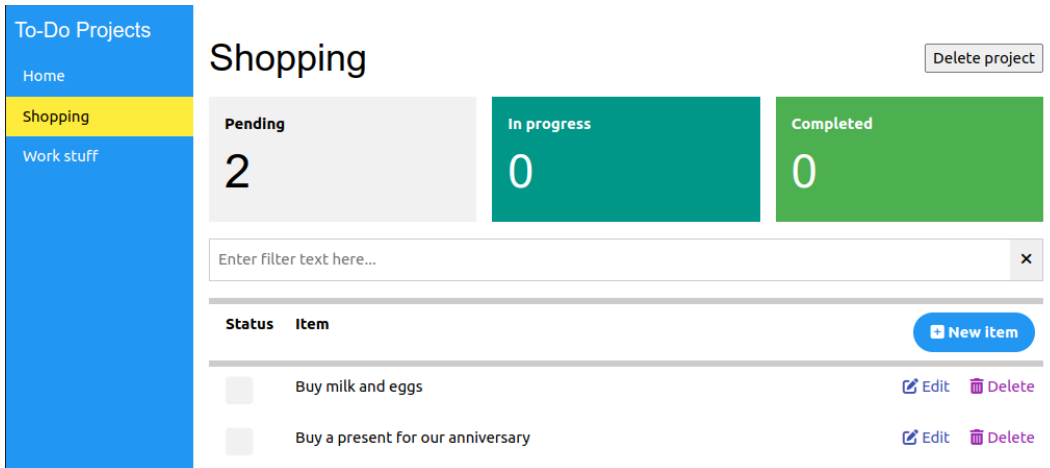 To-Do Projects
Home
Shopping
Work stuff
Shopping
Delete project
Pending
2
In progress
0
Completed
0
Enter filter text here...
Status Item New item
Buy milk and eggs Edit Delete
Buy a present for our anniversary Edit Delete